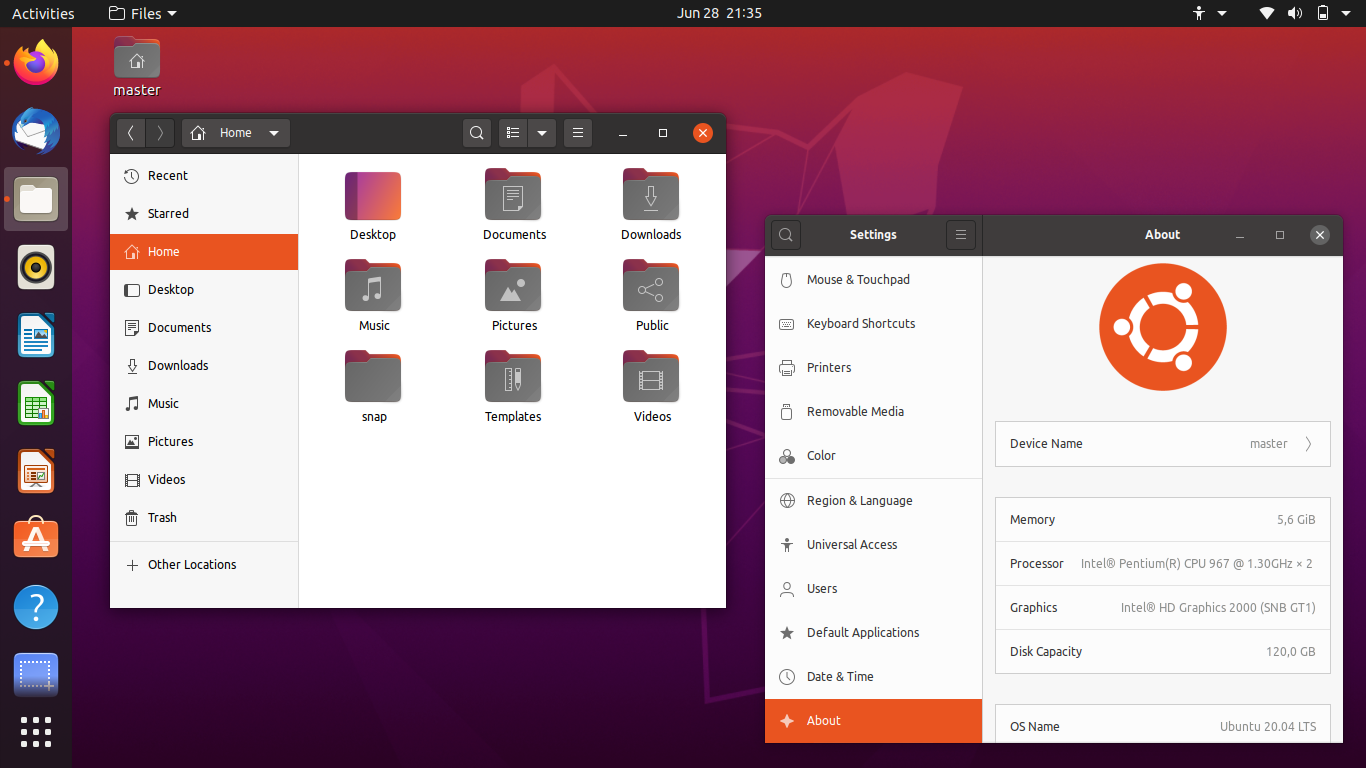 Activities
Files
Jun 28 21:35
master
Home
Recent
Starred
Home
Desktop
Documents
Downloads
Music
Pictures
Videos
Trash
Other Locations
Desktop
Documents
Downloads
Music
Pictures
Public
snap
Templates
Videos
Settings
About
Mouse & Touchpad
Keyboard Shortcuts
Printers
Removable Media
Color
Region & Language
Universal Access
Users
Default Applications
Date & Time
About
Device Name master
Memory 5,6 GiB
Processor Intel® Pentium(R) CPU 967 @ 1.30GHz × 2
Graphics Intel® HD Graphics 2000 (SNB GT1)
Disk Capacity 120,0 GB
OS Name Ubuntu 20.04 LTS